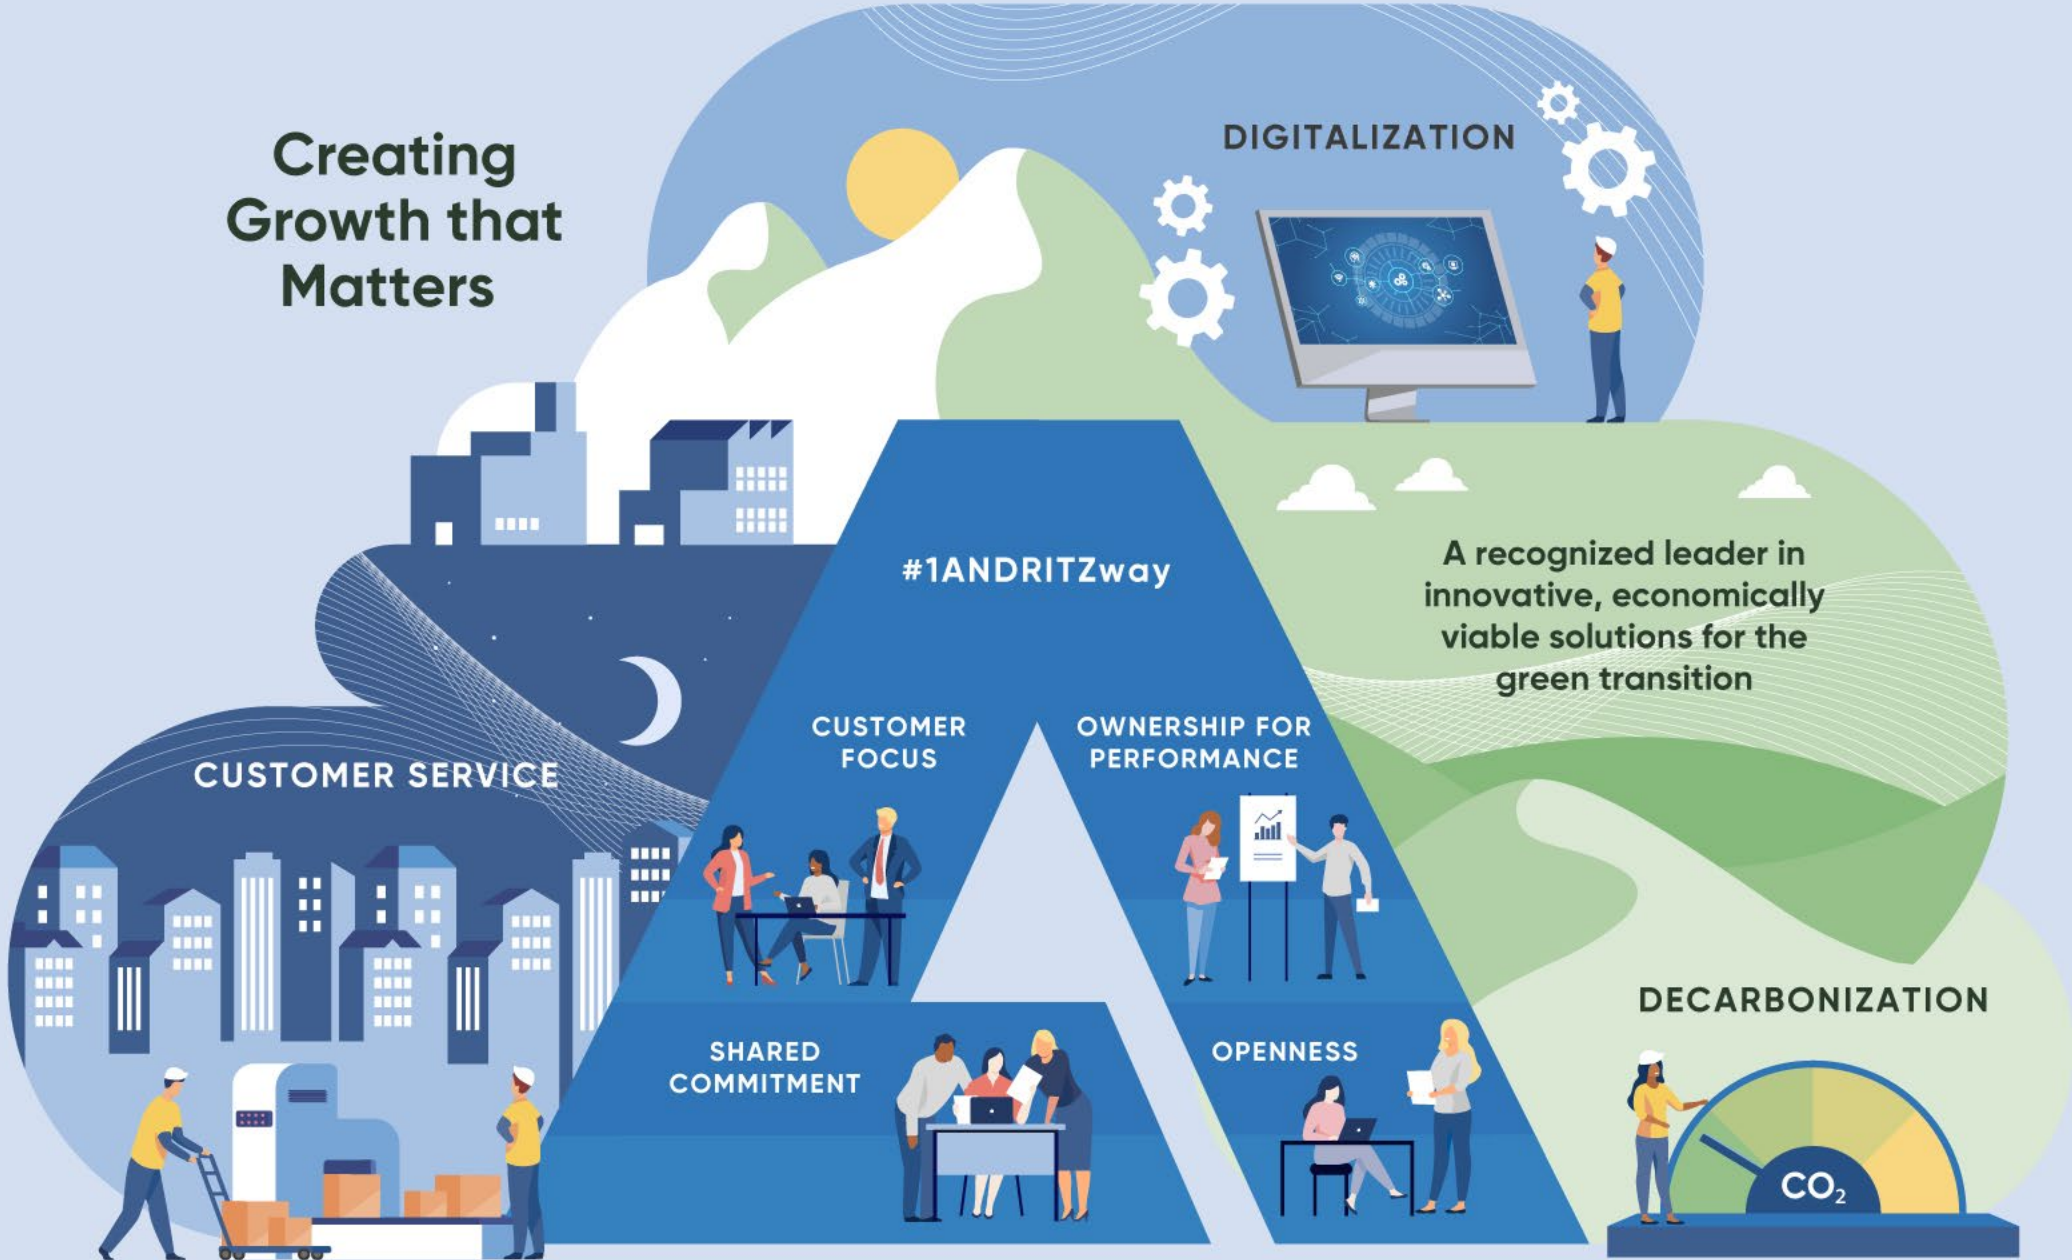 Creating
Growth that
Matters
DIGITALIZATION
#1ANDRITZway
A recognized leader in
innovative, economically
viable solutions for the
green transition
CUSTOMER
FOCUS
OWNERSHIP FOR
PERFORMANCE
CUSTOMER SERVICE
DECARBONIZATION
SHARED
COMMITMENT
OPENNESS
CO₂